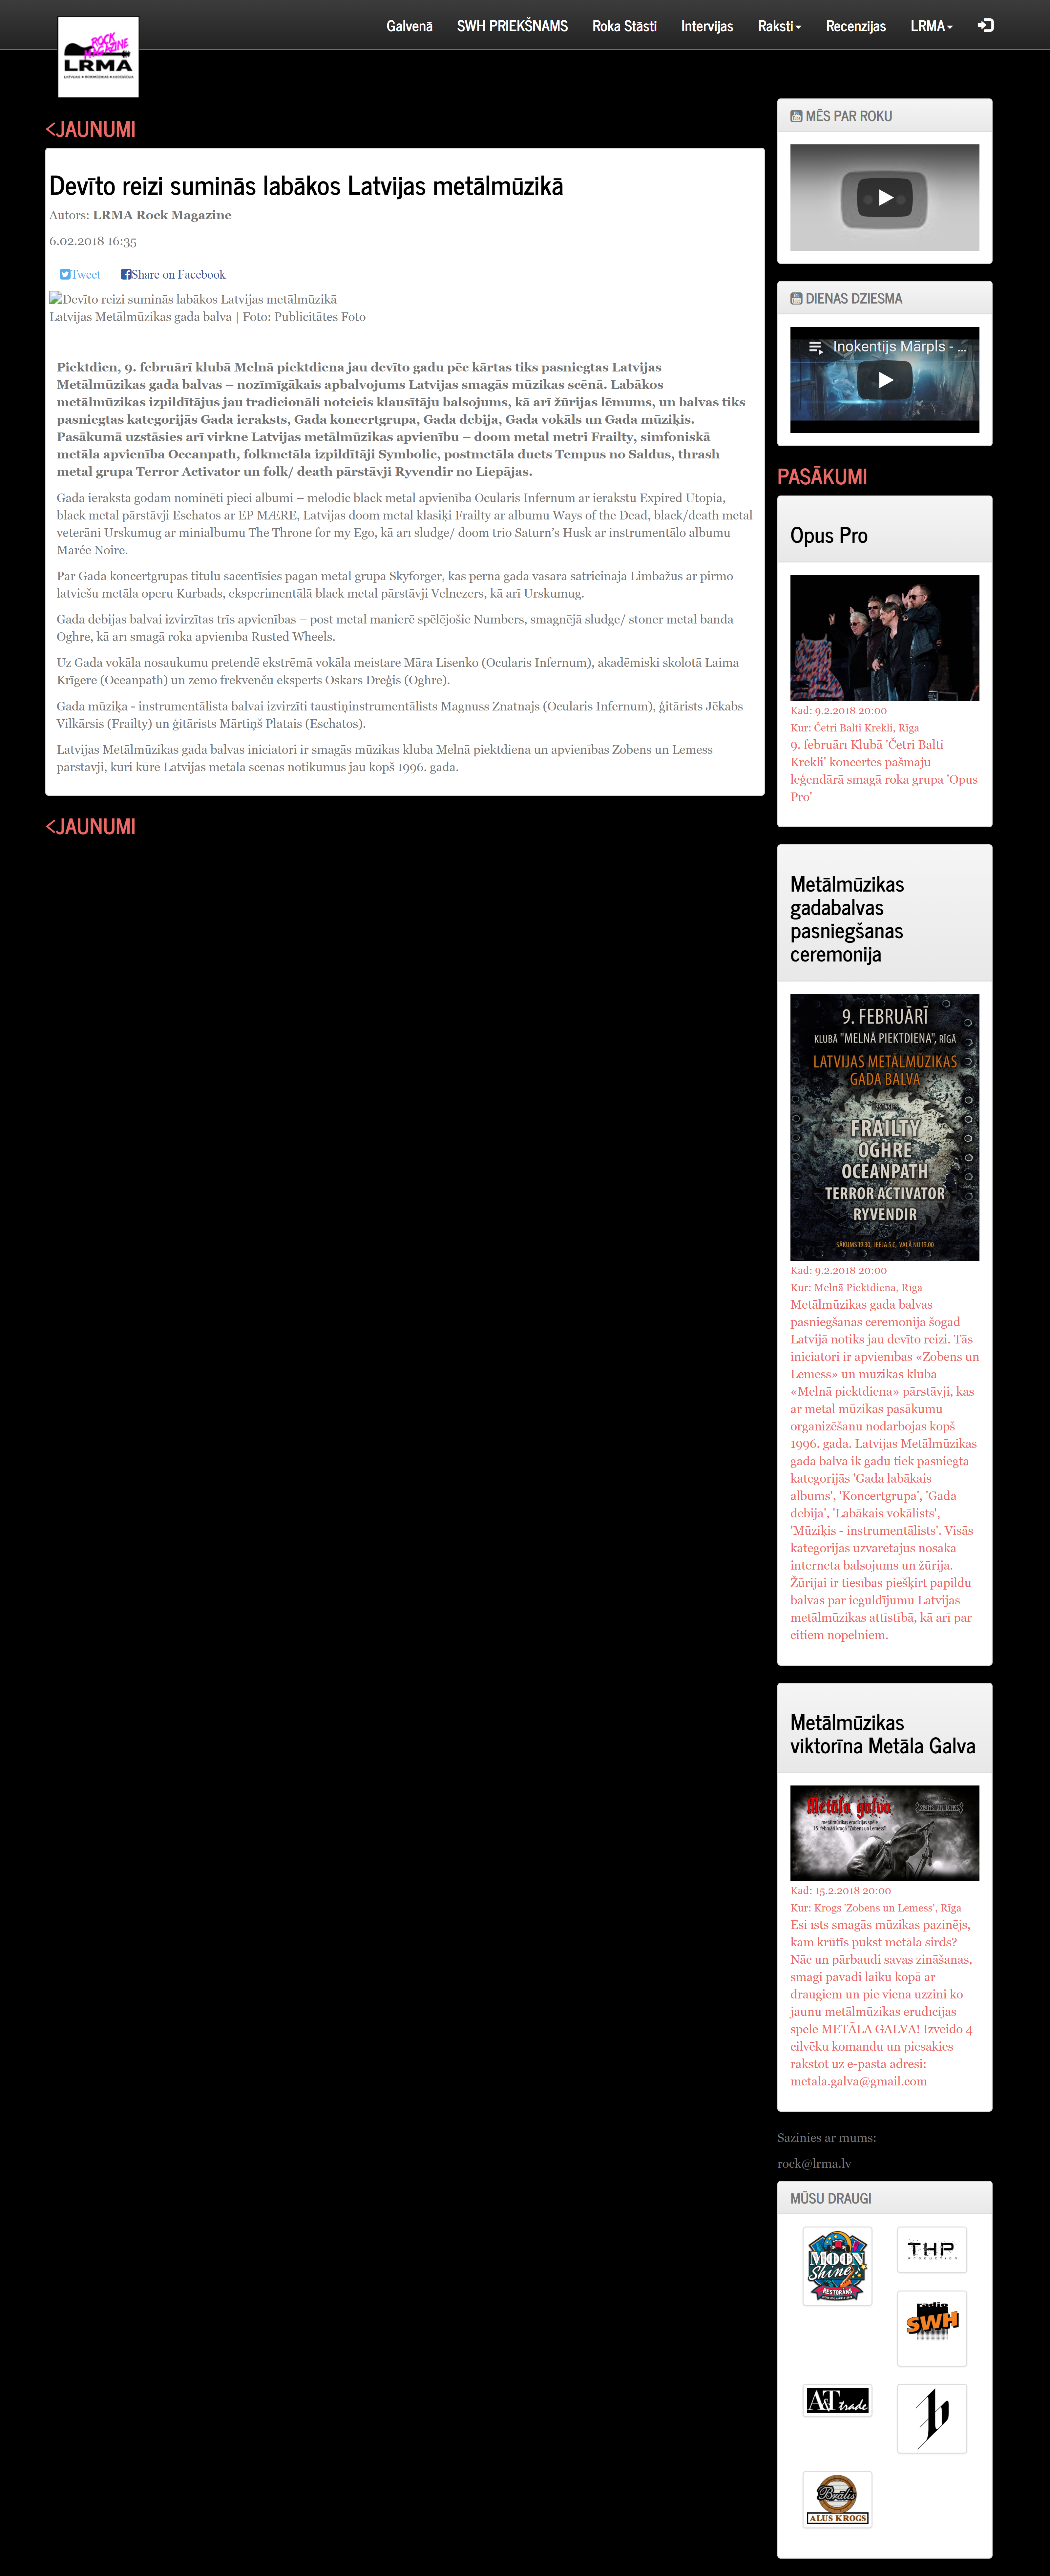 ROCK
MAGAZINE
LRMA
Galvenā
SWH PRIEKŠNAMS
Roka Stāsti
Intervijas
Raksti
Recenzijas
LRMA
<JAUNUMI
Devīto reizi suminās labākos Latvijas metālmūzikā
Autors: LRMA Rock Magazine
6.02.2018 16:35
Tweet
Share on Facebook
Devīto reizi suminās labākos Latvijas metālmūzikā
Latvijas Metālmūzikas gada balva | Foto: Publicitātes Foto
Piektdien, 9. februārī klubā Melnā piektdiena jau devīto gadu pēc kārtas tiks pasniegtas Latvijas
Metālmūzikas gada balvas – nozīmīgākais apbalvojums Latvijas smagās mūzikas scēnā. Labākos
metālmūzikas izpildītājus jau tradicionāli noteicis klausītāju balsojums, kā arī žūrijas lēmums, un balvas tiks
pasniegtas kategorijās Gada ieraksts, Gada koncertgrupa, Gada debija, Gada vokāls un Gada mūziķis.
Pasākumā uzstāsies arī virkne Latvijas metālmūzikas apvienību – doom metal metri Frailty, simfoniskā
metāla apvienība Oceanpath, folkmetāla izpildītāji Symbolic, postmetāla duets Tempus no Saldus, thrash
metal grupa Terror Activator un folk/ death pārstāvji Ryvendir no Liepājas.
Gada ieraksta godam nominēti pieci albumi – melodic black metal apvienība Ocularis Infernum ar ierakstu Expired Utopia,
black metal pārstāvji Eschatos ar EP MÆRE, Latvijas doom metal klasiķi Frailty ar albumu Ways of the Dead, black/death metal
veterāni Urskumug ar minialbumu The Throne for my Ego, kā arī sludge/ doom trio Saturn's Husk ar instrumentālo albumu
Marée Noire.
Par Gada koncertgrupas titulu sacentīsies pagan metal grupa Skyforger, kas pērnā gada vasarā satricināja Limbažus ar pirmo
latviešu metāla operu Kurbads, eksperimentālā black metal pārstāvji Velnezers, kā arī Urskumug.
Gada debijas balvai izvirzītas trīs apvienības – post metal manierē spēlējošie Numbers, smagnējā sludge/ stoner metal banda
Oghre, kā arī smagā roka apvienība Rusted Wheels.
Uz Gada vokāla nosaukumu pretendē ekstrēmā vokāla meistare Māra Lisenko (Ocularis Infernum), akadēmiski skolotā Laima
Krīgere (Oceanpath) un zemo frekvenču eksperts Oskars Dreģis (Oghre).
Gada mūziķa - instrumentālista balvai izvirzīti taustiņinstrumentālists Magnuss Znatnajs (Ocularis Infernum), ģitārists Jēkabs
Vilkārsis (Frailty) un ģitārists Mārtiņš Platais (Eschatos).
Latvijas Metālmūzikas gada balvas iniciatori ir smagās mūzikas kluba Melnā piektdiena un apvienības Zobens un Lemess
pārstāvji, kuri kūrē Latvijas metāla scēnas notikumus jau kopš 1996. gada.
<JAUNUMI
MĒS PAR ROKU
DIENAS DZIESMA
Inokentijs Mārpls - ...
PASĀKUMI
Opus Pro
Kad: 9.2.2018 20:00
Kur: Četri Balti Krekli, Rīga
9. februārī Klubā 'Četri Balti
Krekli' koncertēs pašmāju
leģendārā smagā roka grupa 'Opus
Pro'
Metālmūzikas
gadabalvas
pasniegšanas
ceremonija
9. FEBRUĀRĪ
KLUBĀ "MELNĀ PIEKTDIENA", RĪGĀ
LATVIJAS METĀLMŪZIKAS
GADA BALVA
FRAILTY
OGHRE
OCEANPATH
TERROR ACTIVATOR
RYVENDIR
SĀKUMS 19.30, IEEJA 5 €, VAĻĀ NO 19.00
Kad: 9.2.2018 20:00
Kur: Melnā Piektdiena, Rīga
Metālmūzikas gada balvas
pasniegšanas ceremonija šogad
Latvijā notiks jau devīto reizi. Tās
iniciatori ir apvienības «Zobens un
Lemess» un mūzikas kluba
«Melnā piektdiena» pārstāvji, kas
ar metal mūzikas pasākumu
organizēšanu nodarbojas kopš
1996. gada. Latvijas Metālmūzikas
gada balva ik gadu tiek pasniegta
kategorijās 'Gada labākais
albums', 'Koncertgrupa', 'Gada
debija', 'Labākais vokālists',
'Mūziķis - instrumentālists'. Visās
kategorijās uzvarētājus nosaka
interneta balsojums un žūrija.
Žūrijai ir tiesības piešķirt papildu
balvas par ieguldījumu Latvijas
metālmūzikas attīstībā, kā arī par
citiem nopelniem.
Metālmūzikas
viktorīna Metāla Galva
Metāla galva
metālmūzikas erudīcijas spēle
15. februārī krogā "Zobens un Lemess"
Kad: 15.2.2018 20:00
Kur: Krogs 'Zobens un Lemess', Rīga
Esi īsts smagās mūzikas pazinējs,
kam krūtīs pukst metāla sirds?
Nāc un pārbaudi savas zināšanas,
smagi pavadi laiku kopā ar
draugiem un pie viena uzzini ko
jaunu metālmūzikas erudīcijas
spēlē METĀLA GALVA! Izveido 4
cilvēku komandu un piesakies
rakstot uz e-pasta adresi:
metala.galva@gmail.com
Sazinies ar mums:
rock@lrma.lv
MŪSU DRAUGI
MOON
Shine
RESTORĀNS
THP
PRODUCTION
radio
SWH
A&T trade
b
Brālis
ALUS KROGS